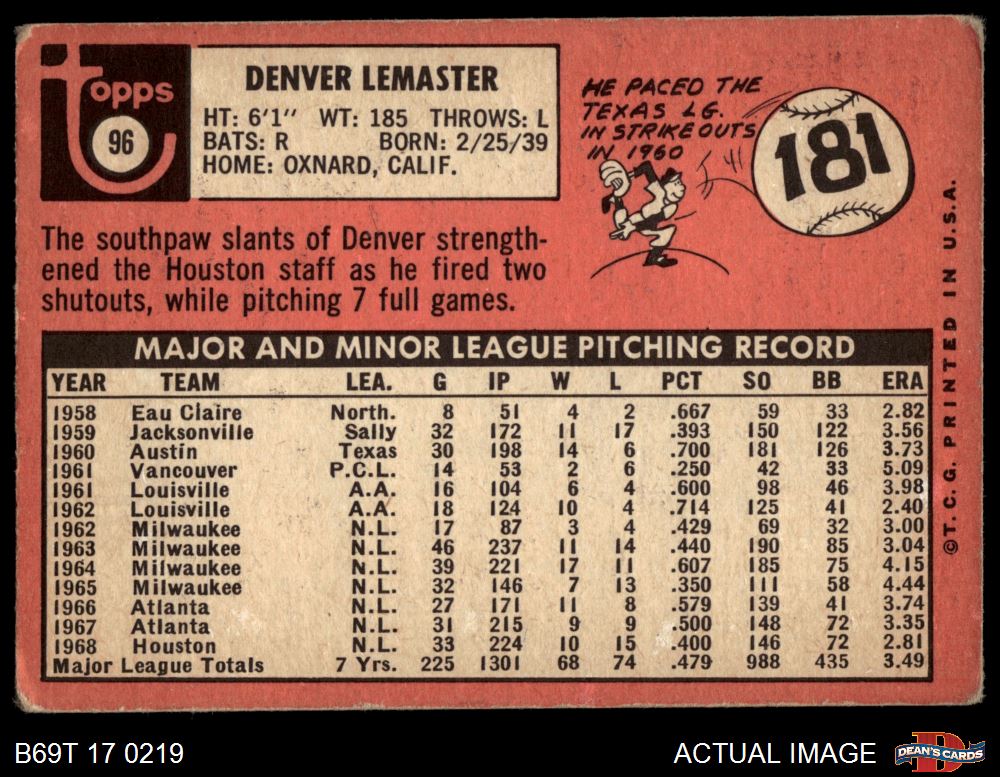 Topps
96
DENVER LEMASTER
HT: 6'1" WT: 185 THROWS: L
BATS: R BORN: 2/25/39
HOME: OXNARD, CALIF.
HE PACED THE
TEXAS LG.
IN STRIKEOUTS
IN 1960
181
The southpaw slants of Denver strength-
ened the Houston staff as he fired two
shutouts, while pitching 7 full games.
MAJOR AND MINOR LEAGUE PITCHING RECORD
YEAR TEAM LEA. G IP W L PCT SO BB ERA
1958 Eau Claire North. 8 51 4 2 .667 59 33 2.82
1959 Jacksonville Sally 32 172 11 17 .393 150 122 3.56
1960 Austin Texas 30 198 14 6 .700 181 126 3.73
1961 Vancouver P.C.L. 14 53 2 6 .250 42 33 5.09
1961 Louisville A.A. 16 104 6 4 .600 98 46 3.98
1962 Louisville A.A. 18 124 10 4 .714 125 41 2.40
1962 Milwaukee N.L. 17 87 3 4 .429 69 32 3.00
1963 Milwaukee N.L. 46 237 11 14 .440 190 85 3.04
1964 Milwaukee N.L. 39 221 17 11 .607 185 75 4.15
1965 Milwaukee N.L. 32 146 7 13 .350 111 58 4.44
1966 Atlanta N.L. 27 171 11 8 .579 139 41 3.74
1967 Atlanta N.L. 31 215 9 9 .500 148 72 3.35
1968 Houston N.L. 33 224 10 15 .400 146 72 2.81
Major League Totals 7 Yrs. 225 1301 68 74 .479 988 435 3.49
©T.C.G. PRINTED IN U.S.A.
B69T 17 0219
ACTUAL IMAGE
DEAN'S CARDS